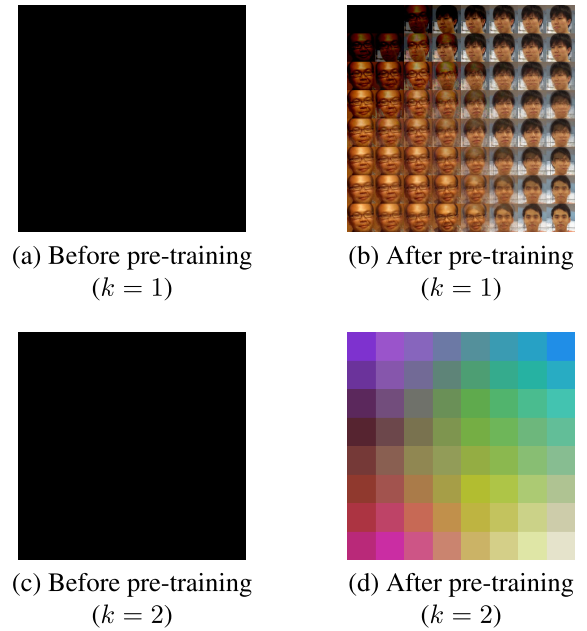 (a) Before pre-training
(k = 1)
(b) After pre-training
(k = 1)
(c) Before pre-training
(k = 2)
(d) After pre-training
(k = 2)